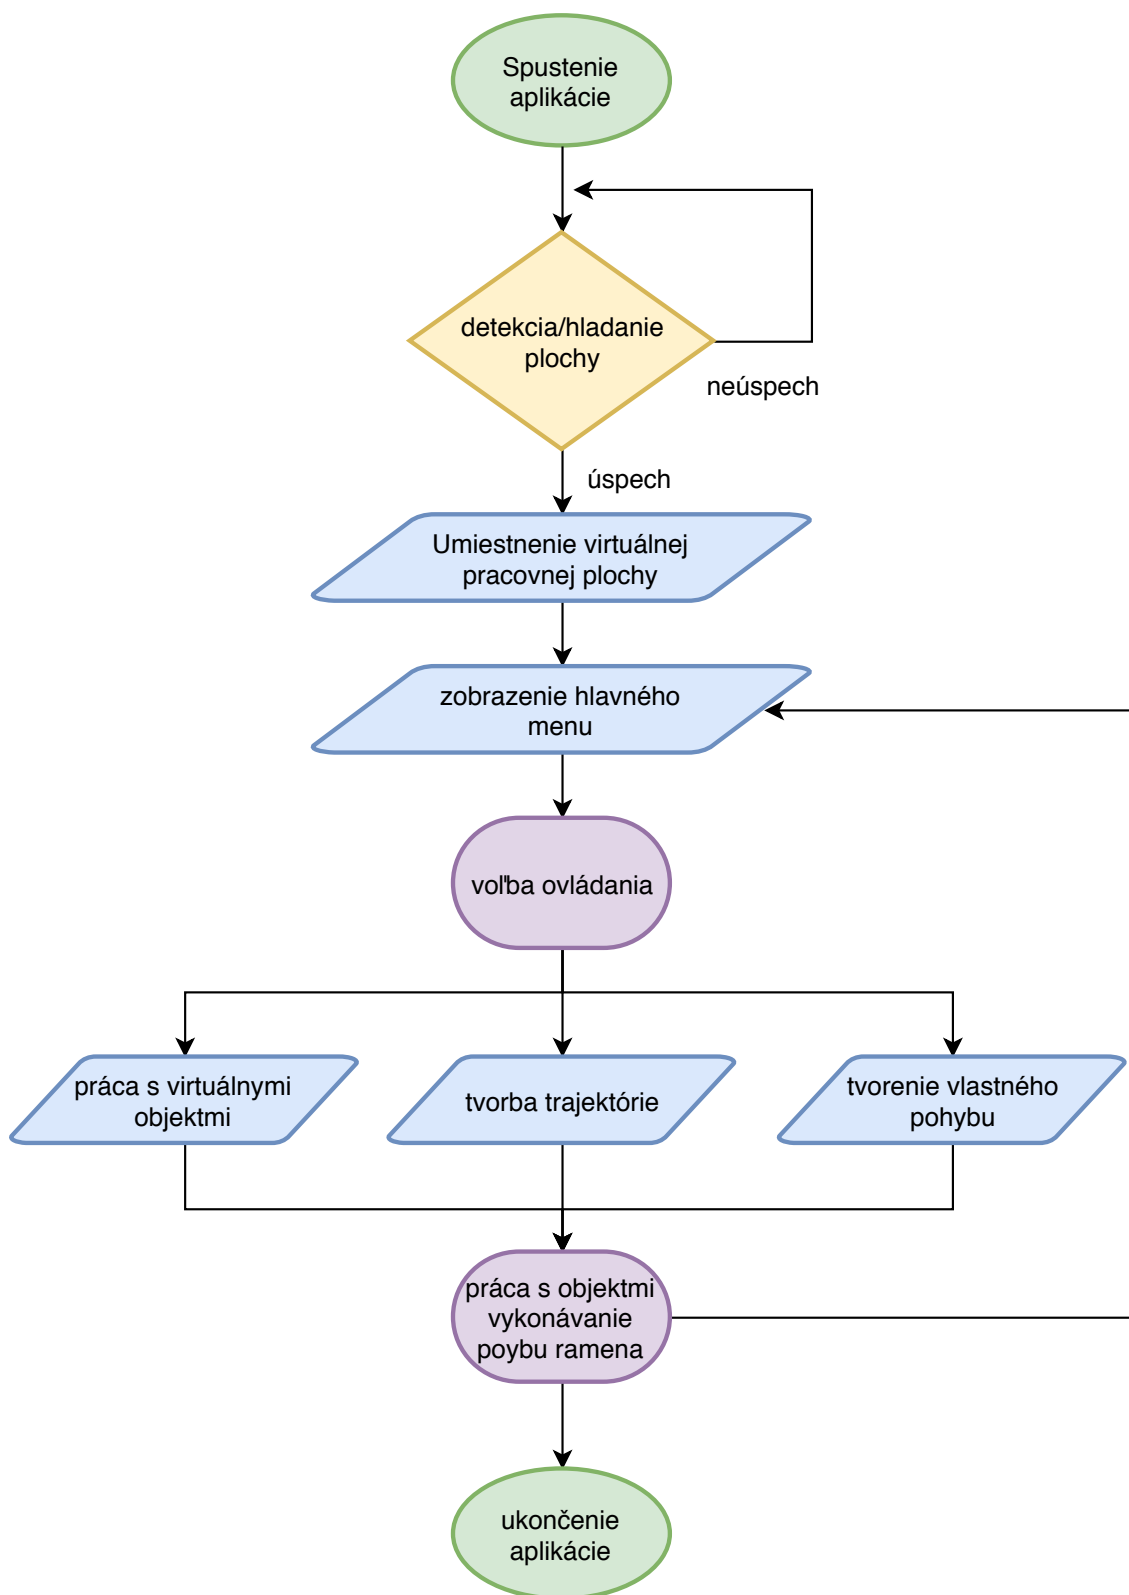 Spustenie
aplikácie
detekcia/hladanie
plochy
neúspech
úspech
Umiestnenie virtuálnej
pracovnej plochy
zobrazenie hlavného
menu
voľba ovládania
práca s virtuálnymi
objektmi
tvorba trajektórie
tvorenie vlastného
pohybu
práca s objektmi
vykonávanie
poybu ramena
ukončenie
aplikácie